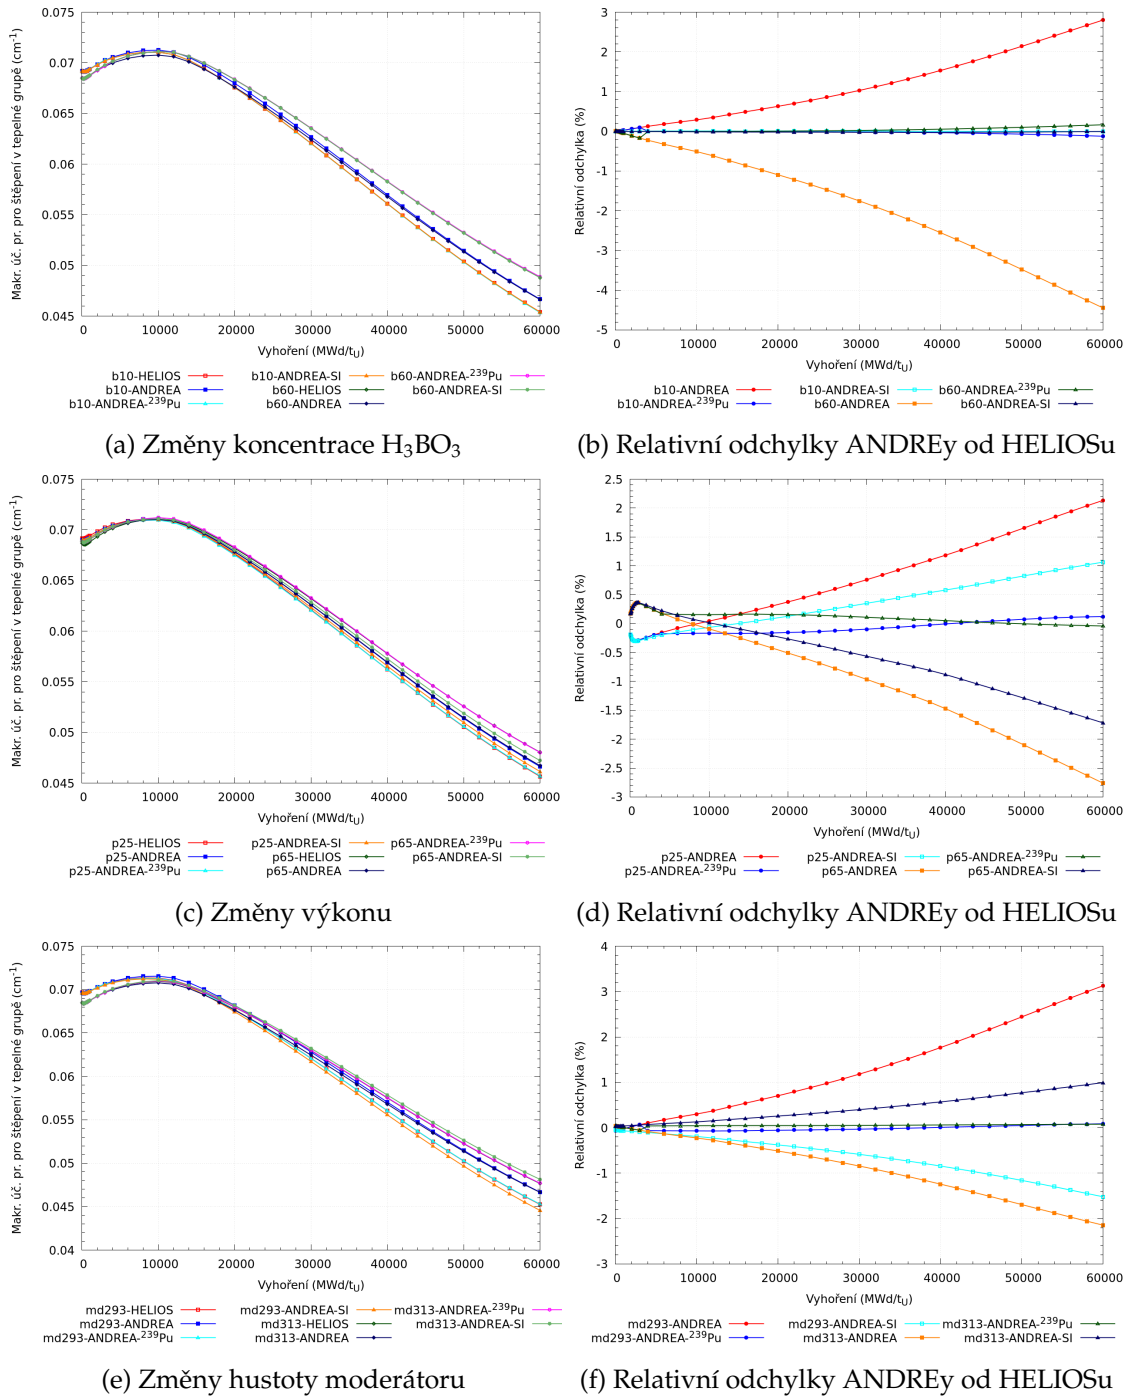 Makr. úč. pr. pro štěpení v tepelné grupě (cm-1)
0.075
0.07
0.065
0.06
0.055
0.05
0.045
0 10000 20000 30000 40000 50000 60000
Vyhoření (MWd/tU)
b10-HELIOS b10-ANDREA-SI b60-ANDREA-239Pu
b10-ANDREA b60-HELIOS b60-ANDREA-SI
b10-ANDREA-239Pu b60-ANDREA
(a) Změny koncentrace H3BO3
Relativní odchylka (%)
3
2
1
0
-1
-2
-3
-4
-5
0 10000 20000 30000 40000 50000 60000
Vyhoření (MWd/tU)
b10-ANDREA b10-ANDREA-SI b60-ANDREA-239Pu
b10-ANDREA-239Pu b60-ANDREA b60-ANDREA-SI
(b) Relativní odchylky ANDREy od HELIOSu
Makr. úč. pr. pro štěpení v tepelné grupě (cm-1)
0.075
0.07
0.065
0.06
0.055
0.05
0.045
0 10000 20000 30000 40000 50000 60000
Vyhoření (MWd/tU)
p25-HELIOS p25-ANDREA-SI p65-ANDREA-239Pu
p25-ANDREA p65-HELIOS p65-ANDREA-SI
p25-ANDREA-239Pu p65-ANDREA
(c) Změny výkonu
Relativní odchylka (%)
2.5
2
1.5
1
0.5
0
-0.5
-1
-1.5
-2
-2.5
-3
0 10000 20000 30000 40000 50000 60000
Vyhoření (MWd/tU)
p25-ANDREA p25-ANDREA-SI p65-ANDREA-239Pu
p25-ANDREA-239Pu p65-ANDREA p65-ANDREA-SI
(d) Relativní odchylky ANDREy od HELIOSu
Makr. úč. pr. pro štěpení v tepelné grupě (cm-1)
0.075
0.07
0.065
0.06
0.055
0.05
0.045
0.04
0 10000 20000 30000 40000 50000 60000
Vyhoření (MWd/tU)
md293-HELIOS md293-ANDREA-SI md313-ANDREA-239Pu
md293-ANDREA md313-HELIOS md313-ANDREA-SI
md293-ANDREA-239Pu md313-ANDREA
(e) Změny hustoty moderátoru
Relativní odchylka (%)
4
3
2
1
0
-1
-2
-3
0 10000 20000 30000 40000 50000 60000
Vyhoření (MWd/tU)
md293-ANDREA md293-ANDREA-SI md313-ANDREA-239Pu
md293-ANDREA-239Pu md313-ANDREA md313-ANDREA-SI
(f) Relativní odchylky ANDREy od HELIOSu